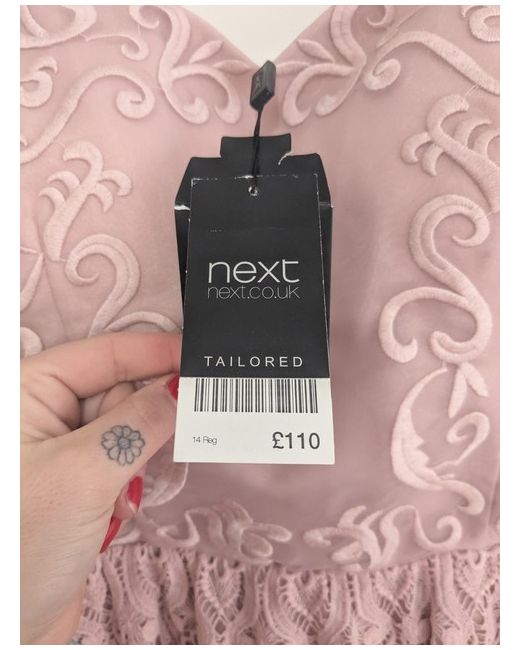 next
next.co.uk
TAILORED
14 Reg
£110